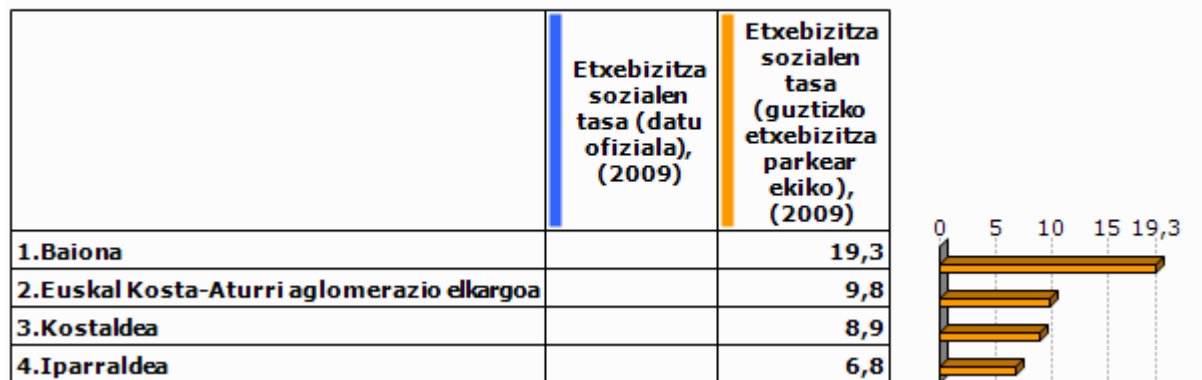 Etxebizitza
sozialen
tasa (datu
ofiziala),
(2009)
Etxebizitza
sozialen
tasa
(guztizko
etxebizitza
parkear
ekiko),
(2009)
0 5 10 15 19,3
1.Baiona 19,3
2.Euskal Kosta-Aturri aglomerazio elkargoa 9,8
3.Kostaldea 8,9
4.Iparraldea 6,8